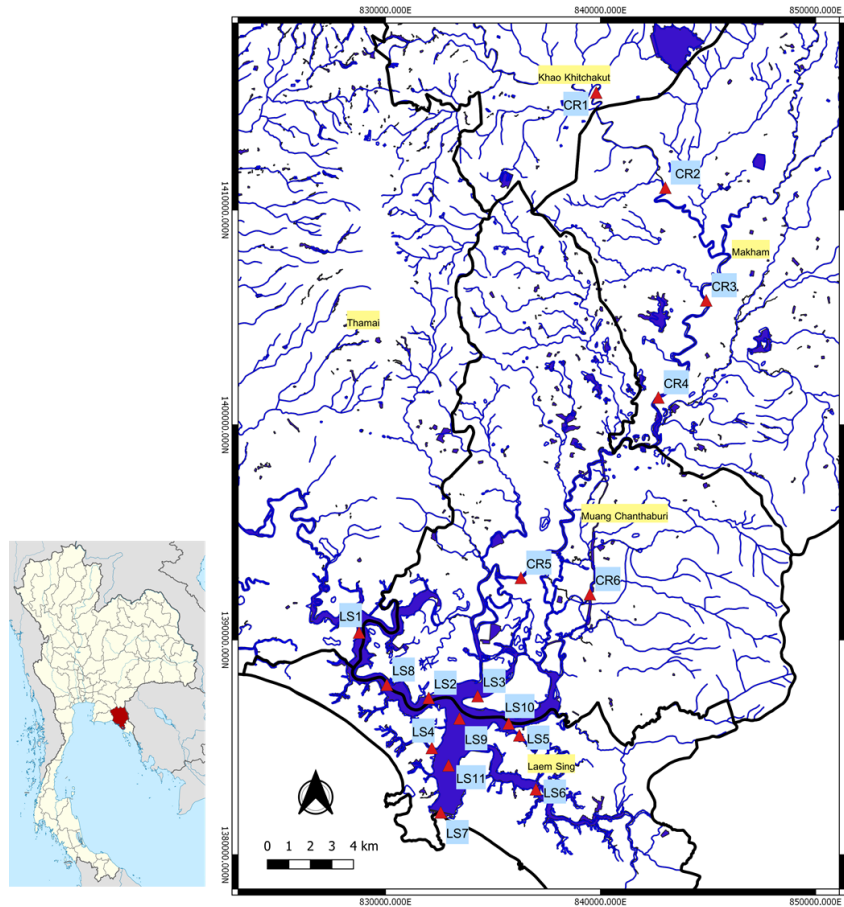 830000.000E 840000.000E 850000.000E
Khao Khitchakut
CR1
CR2
1410000.000N
Makham
CR3
Thamai
CR4
1400000.000N
Muang Chanthaburi
CR5
CR6
LS1
1390000.000N
LS8
LS2
LS3
LS10
LS4
LS9
LS5
Laem Sing
LS11
LS6
LS7
0 1 2 3 4 km
1380000.000N
830000.000E 840000.000E 850000.000E